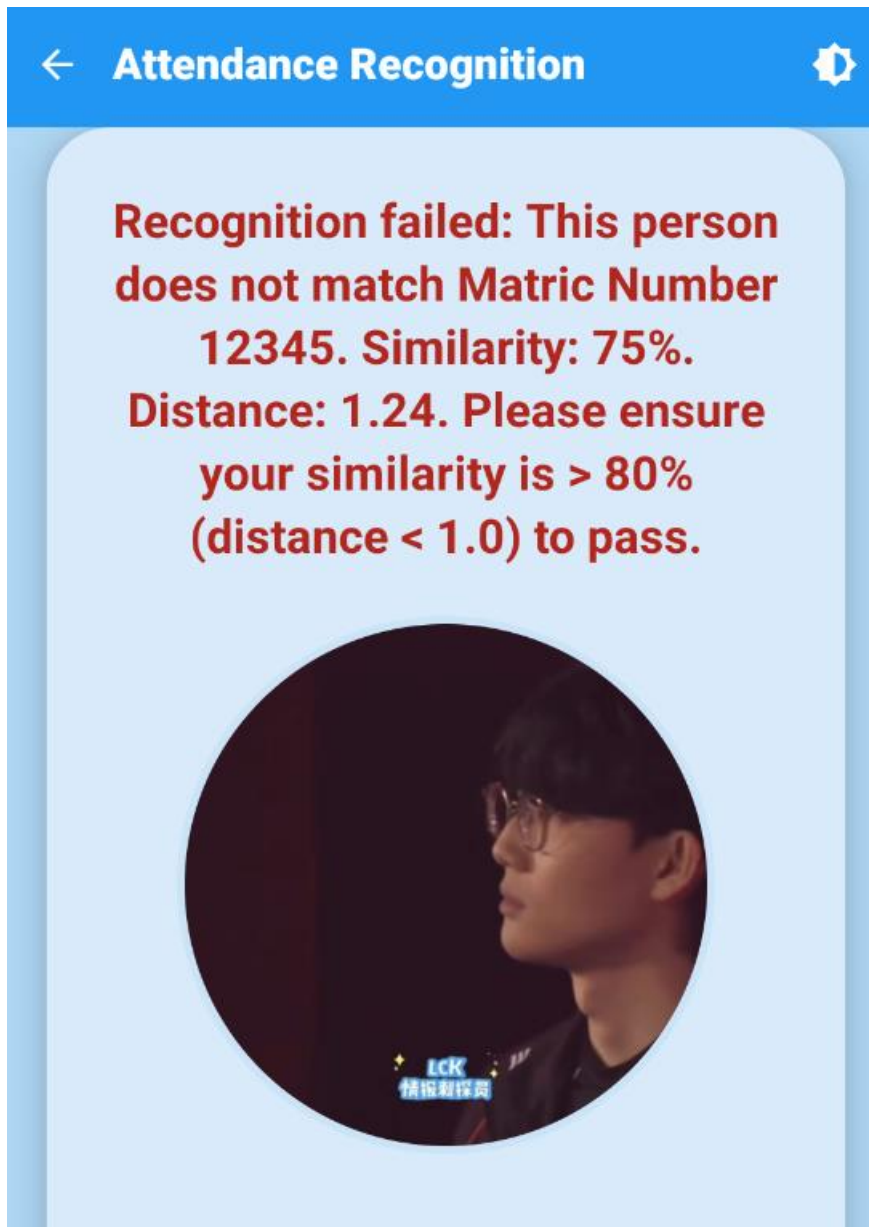 Attendance Recognition
Recognition failed: This person
does not match Matric Number
12345. Similarity: 75%.
Distance: 1.24. Please ensure
your similarity is > 80%
(distance < 1.0) to pass.
LCK
情报刺探员